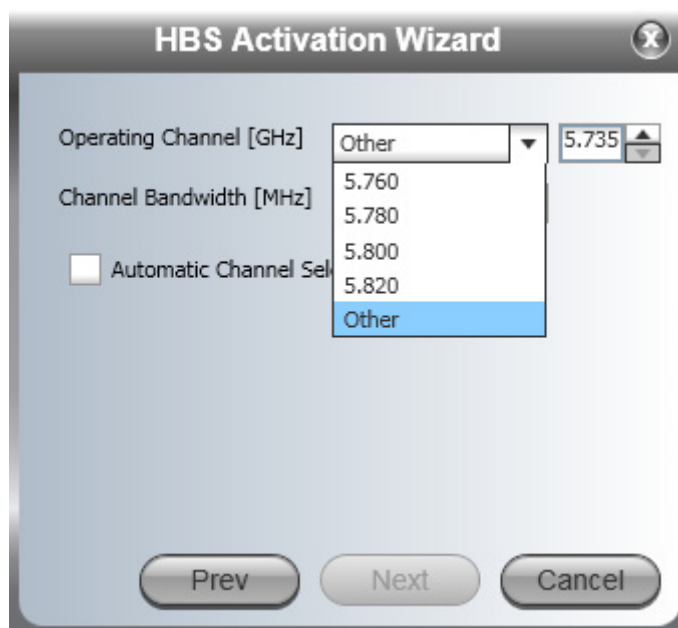 HBS Activation Wizard
Operating Channel [GHz] Other 5.735
5.760
Channel Bandwidth [MHz]
5.780
5.800
Automatic Channel
5.820
Other
Prev Next Cancel